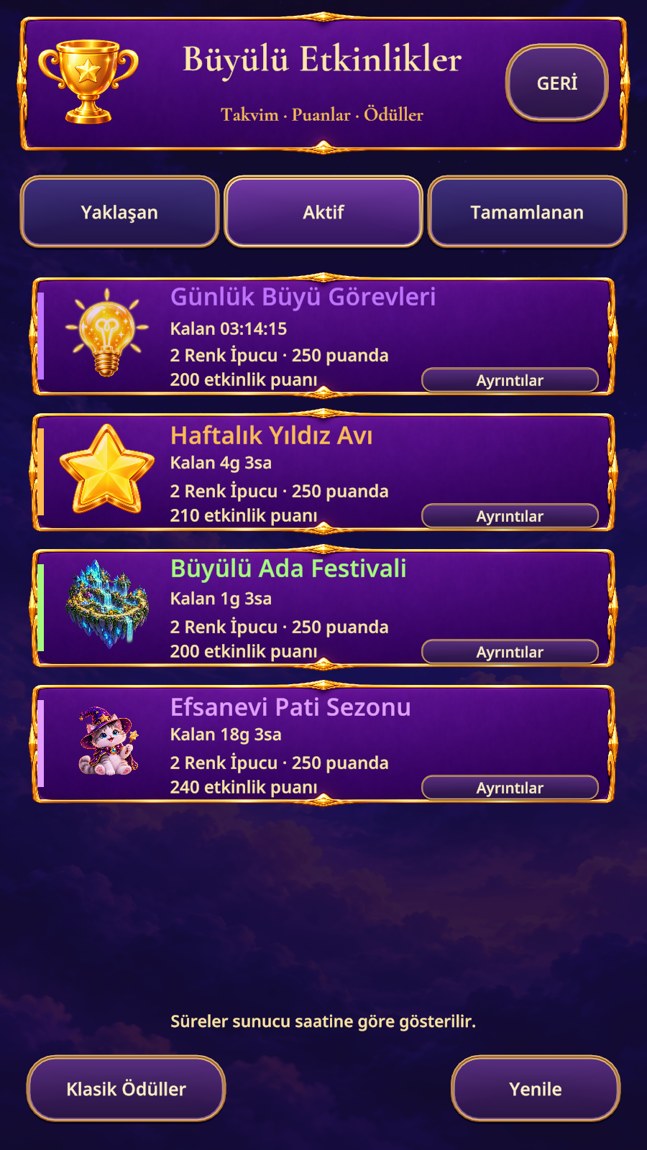 Büyülü Etkinlikler
Takvim · Puanlar · Ödüller
GERİ
Yaklaşan
Aktif
Tamamlanan
Günlük Büyü Görevleri
Kalan 03:14:15
2 Renk İpucu · 250 puanda
200 etkinlik puanı
Ayrıntılar
Haftalık Yıldız Avı
Kalan 4g 3sa
2 Renk İpucu · 250 puanda
210 etkinlik puanı
Ayrıntılar
Büyülü Ada Festivali
Kalan 1g 3sa
2 Renk İpucu · 250 puanda
200 etkinlik puanı
Ayrıntılar
Efsanevi Pati Sezonu
Kalan 18g 3sa
2 Renk İpucu · 250 puanda
240 etkinlik puanı
Ayrıntılar
Süreler sunucu saatine göre gösterilir.
Klasik Ödüller
Yenile